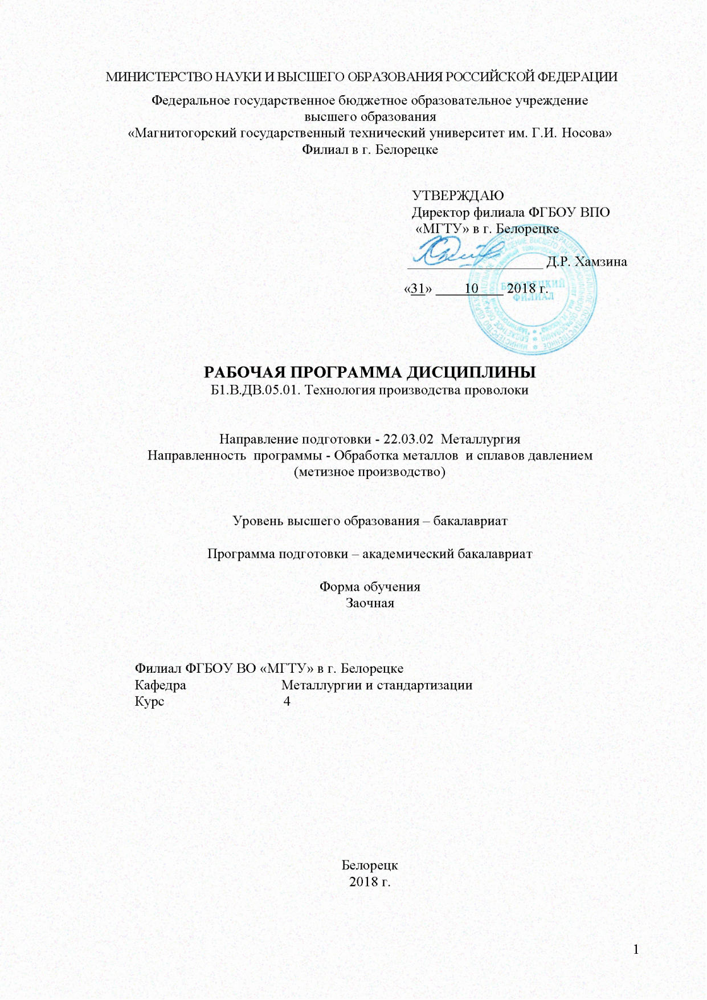 МИНИСТЕРСТВО НАУКИ И ВЫСШЕГО ОБРАЗОВАНИЯ РОССИЙСКОЙ ФЕДЕРАЦИИ
Федеральное государственное бюджетное образовательное учреждение
высшего образования
«Магнитогорский государственный технический университет им. Г.И. Носова»
Филиал в г. Белорецке
УТВЕРЖДАЮ
Директор филиала ФГБОУ ВПО
«МГТУ» в г. Белорецке
Д.Р. Хамзина
«31» 10 2018 г.
БЕЛОРЕЦКИЙ
ФИЛИАЛ
РАБОЧАЯ ПРОГРАММА ДИСЦИПЛИНЫ
Б1.В.ДВ.05.01. Технология производства проволоки
Направление подготовки - 22.03.02 Металлургия
Направленность программы - Обработка металлов и сплавов давлением
(метизное производство)
Уровень высшего образования – бакалавриат
Программа подготовки – академический бакалавриат
Форма обучения
Заочная
Филиал ФГБОУ ВО «МГТУ» в г. Белорецке
Кафедра Металлургии и стандартизации
Курс 4
Белорецк
2018 г.
1